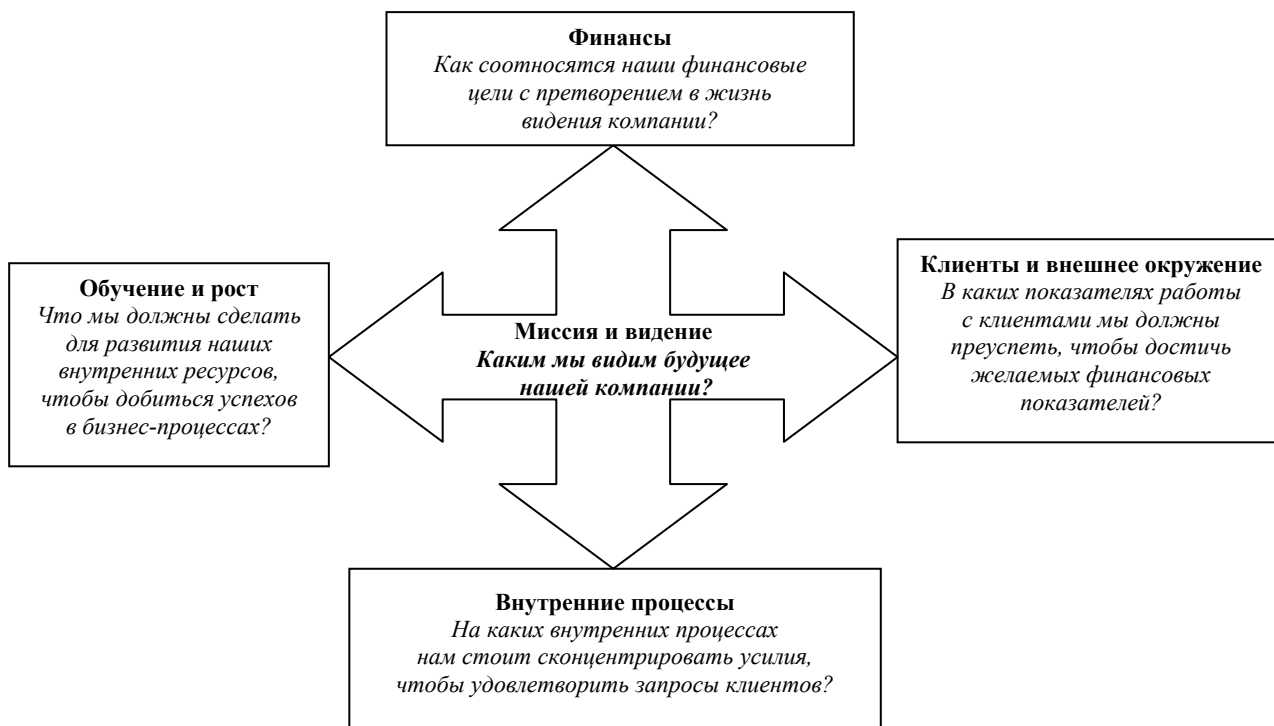 Финансы
Как соотносятся наши финансовые
цели с претворением в жизнь
видения компании?
Обучение и рост
Что мы должны сделать
для развития наших
внутренних ресурсов,
чтобы добиться успехов
в бизнес-процессах?
Миссия и видение
Каким мы видим будущее
нашей компании?
Клиенты и внешнее окружение
В каких показателях работы
с клиентами мы должны
преуспеть, чтобы достичь
желаемых финансовых
показателей?
Внутренние процессы
На каких внутренних процессах
нам стоит сконцентрировать усилия,
чтобы удовлетворить запросы клиентов?